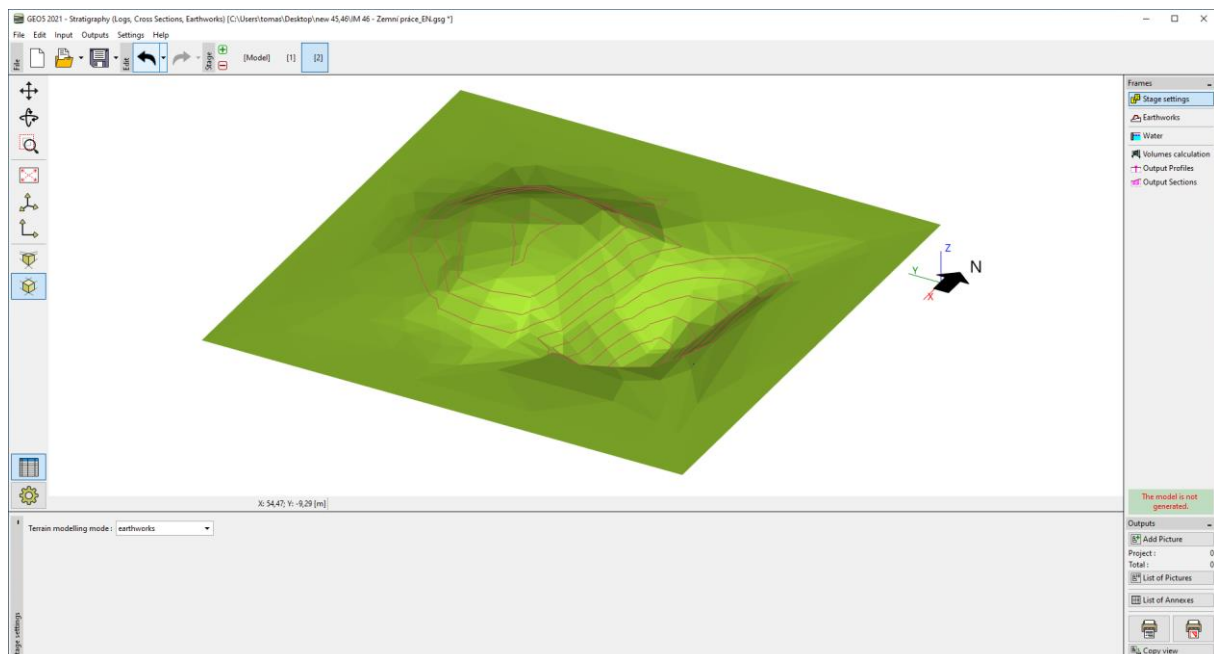 GEO5 2021 - Stratigraphy (Logs, Cross Sections, Earthworks) [C:\Users\tomas\Desktop\new 45,46\IM 46 - Zemní práce_EN.gsg *]
File Edit Input Outputs Settings Help
File
Edit
Stage
[Model] [1] [2]
Frames
Stage settings
Earthworks
Water
Volumes calculation
Output Profiles
Output Sections
Z
Y
X
N
X: 54,47; Y: -9,29 [m]
The model is not
generated.
Terrain modelling mode : earthworks
Stage settings
Outputs
Add Picture
Project : 0
Total : 0
List of Pictures
List of Annexes
Copy view